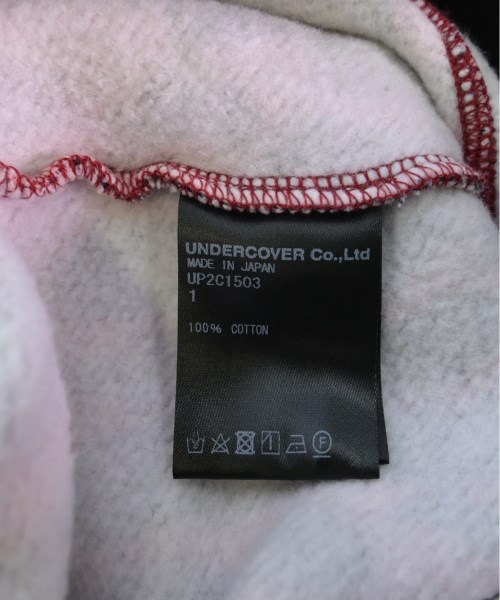 UNDERCOVER Co.,Ltd
MADE IN JAPAN
UP2C1503
1
100% COTTON
F